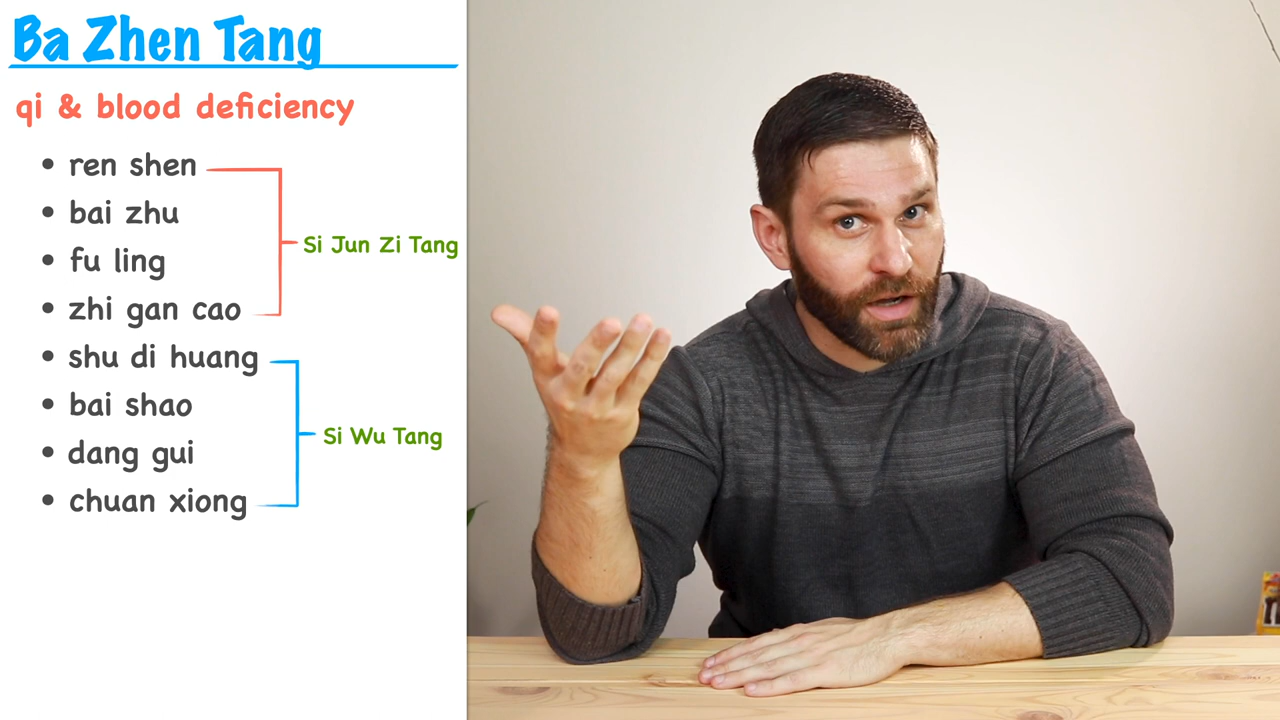 Ba Zhen Tang
qi & blood deficiency
• ren shen
• bai zhu
Si Jun Zi Tang
• fu ling
• zhi gan cao
• shu di huang
• bai shao
Si Wu Tang
• dang gui
• chuan xiong